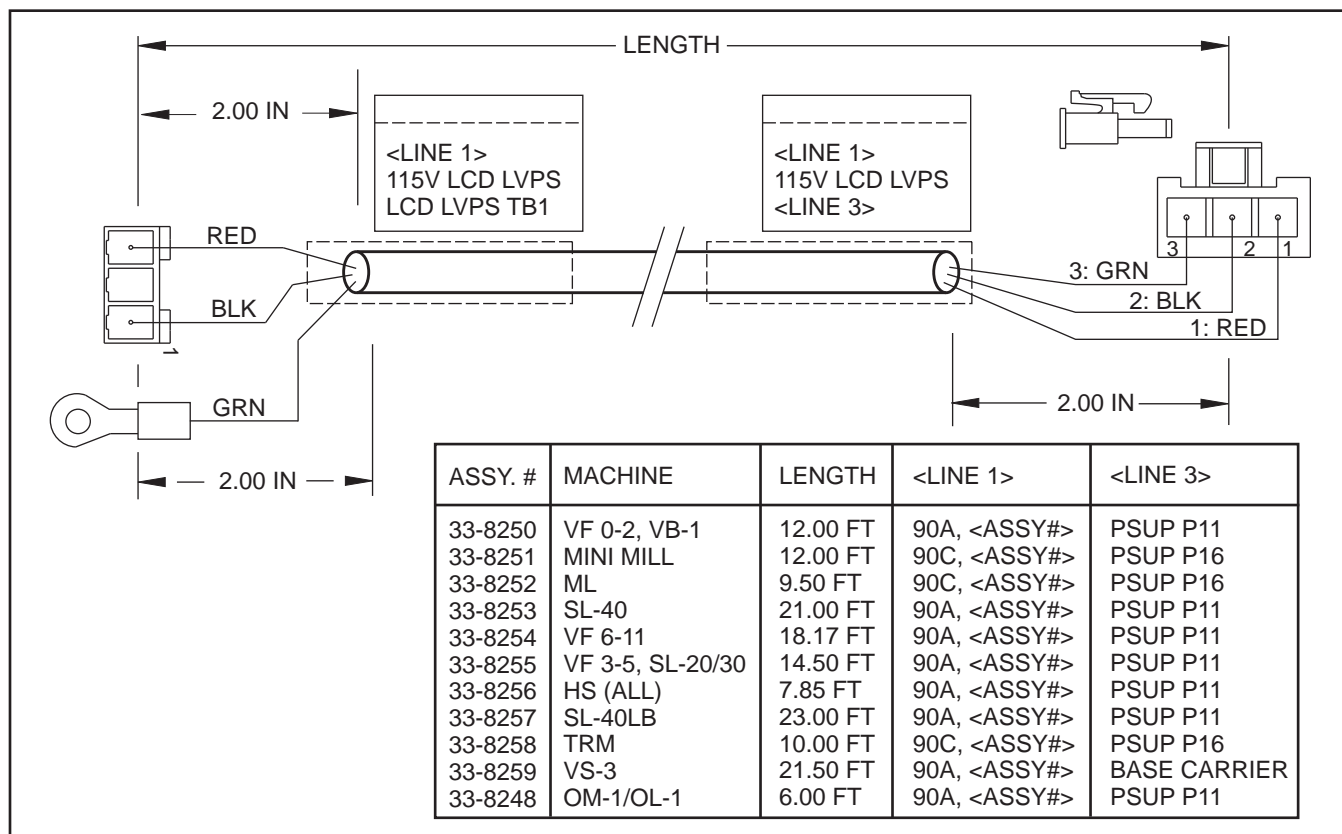 LENGTH
2.00 IN
<LINE 1>
115V LCD LVPS
LCD LVPS TB1
<LINE 1>
115V LCD LVPS
<LINE 3>
RED
BLK
1
GRN
2.00 IN
3 2 1
3: GRN
2: BLK
1: RED
2.00 IN
ASSY. # MACHINE LENGTH <LINE 1> <LINE 3>
33-8250 VF 0-2, VB-1 12.00 FT 90A, <ASSY#> PSUP P11
33-8251 MINI MILL 12.00 FT 90C, <ASSY#> PSUP P16
33-8252 ML 9.50 FT 90C, <ASSY#> PSUP P16
33-8253 SL-40 21.00 FT 90A, <ASSY#> PSUP P11
33-8254 VF 6-11 18.17 FT 90A, <ASSY#> PSUP P11
33-8255 VF 3-5, SL-20/30 14.50 FT 90A, <ASSY#> PSUP P11
33-8256 HS (ALL) 7.85 FT 90A, <ASSY#> PSUP P11
33-8257 SL-40LB 23.00 FT 90A, <ASSY#> PSUP P11
33-8258 TRM 10.00 FT 90C, <ASSY#> PSUP P16
33-8259 VS-3 21.50 FT 90A, <ASSY#> BASE CARRIER
33-8248 OM-1/OL-1 6.00 FT 90A, <ASSY#> PSUP P11